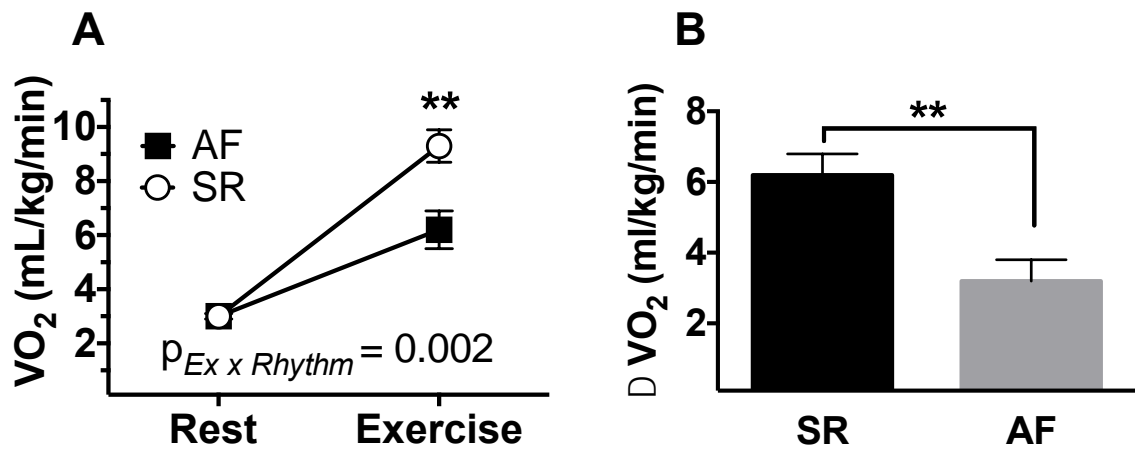 A
VO2 (mL/kg/min)
10
8
6
4
2
AF
SR
**
pEx x Rhythm = 0.002
Rest
Exercise
B
D VO2 (ml/kg/min)
8
6
4
2
**
SR
AF